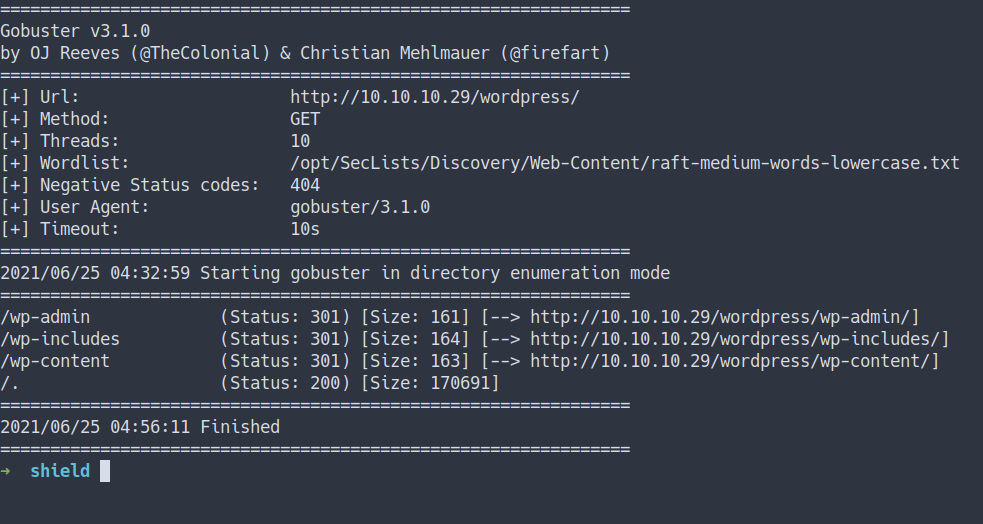 ===============================================================
Gobuster v3.1.0
by OJ Reeves (@TheColonial) & Christian Mehlmauer (@firefart)
===============================================================
[+] Url:                     http://10.10.10.29/wordpress/
[+] Method:                  GET
[+] Threads:                 10
[+] Wordlist:                /opt/SecLists/Discovery/Web-Content/raft-medium-words-lowercase.txt
[+] Negative Status codes:   404
[+] User Agent:              gobuster/3.1.0
[+] Timeout:                 10s
===============================================================
2021/06/25 04:32:59 Starting gobuster in directory enumeration mode
===============================================================
/wp-admin             (Status: 301) [Size: 161] [--> http://10.10.10.29/wordpress/wp-admin/]
/wp-includes          (Status: 301) [Size: 164] [--> http://10.10.10.29/wordpress/wp-includes/]
/wp-content           (Status: 301) [Size: 163] [--> http://10.10.10.29/wordpress/wp-content/]
/.                    (Status: 200) [Size: 170691]
===============================================================
2021/06/25 04:56:11 Finished
===============================================================
→  shield